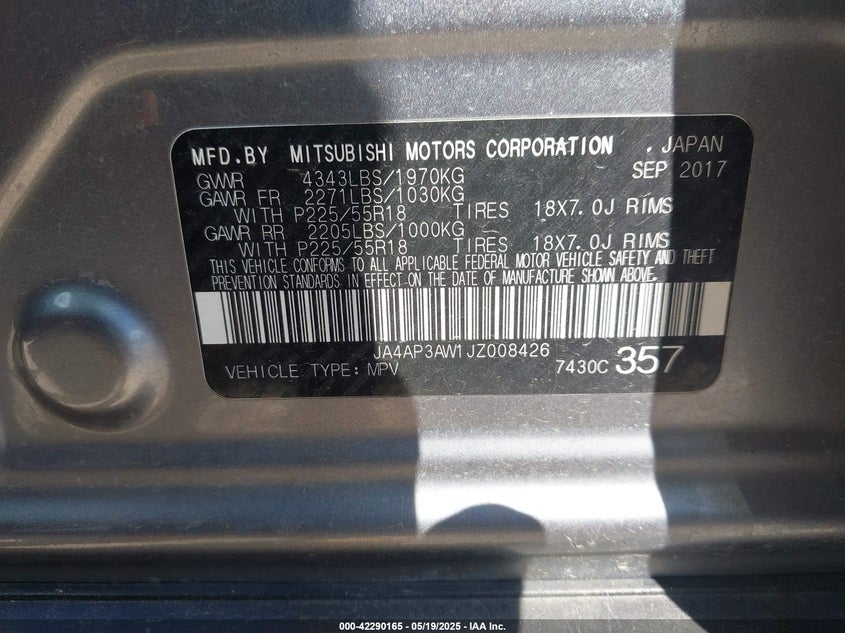 MFD.BY MITSUBISHI MOTORS CORPORATION . JAPAN
GVWR 4343LBS/1970KG SEP 2017
GAWR FR 2271LBS/1030KG
WITH P225/55R18 TIRES 18X7.0J RIMS
GAWR RR 2205LBS/1000KG
WITH P225/55R18 TIRES 18X7.0J RIMS
THIS VEHICLE CONFORMS TO ALL APPLICABLE FEDERAL MOTOR VEHICLE SAFETY AND THEFT
PREVENTION STANDARDS IN EFFECT ON THE DATE OF MANUFACTURE SHOWN ABOVE.
JA4AP3AW1JZ008426
VEHICLE TYPE: MPV 7430C 357
000-42290165 - 05/19/2025 - IAA Inc.